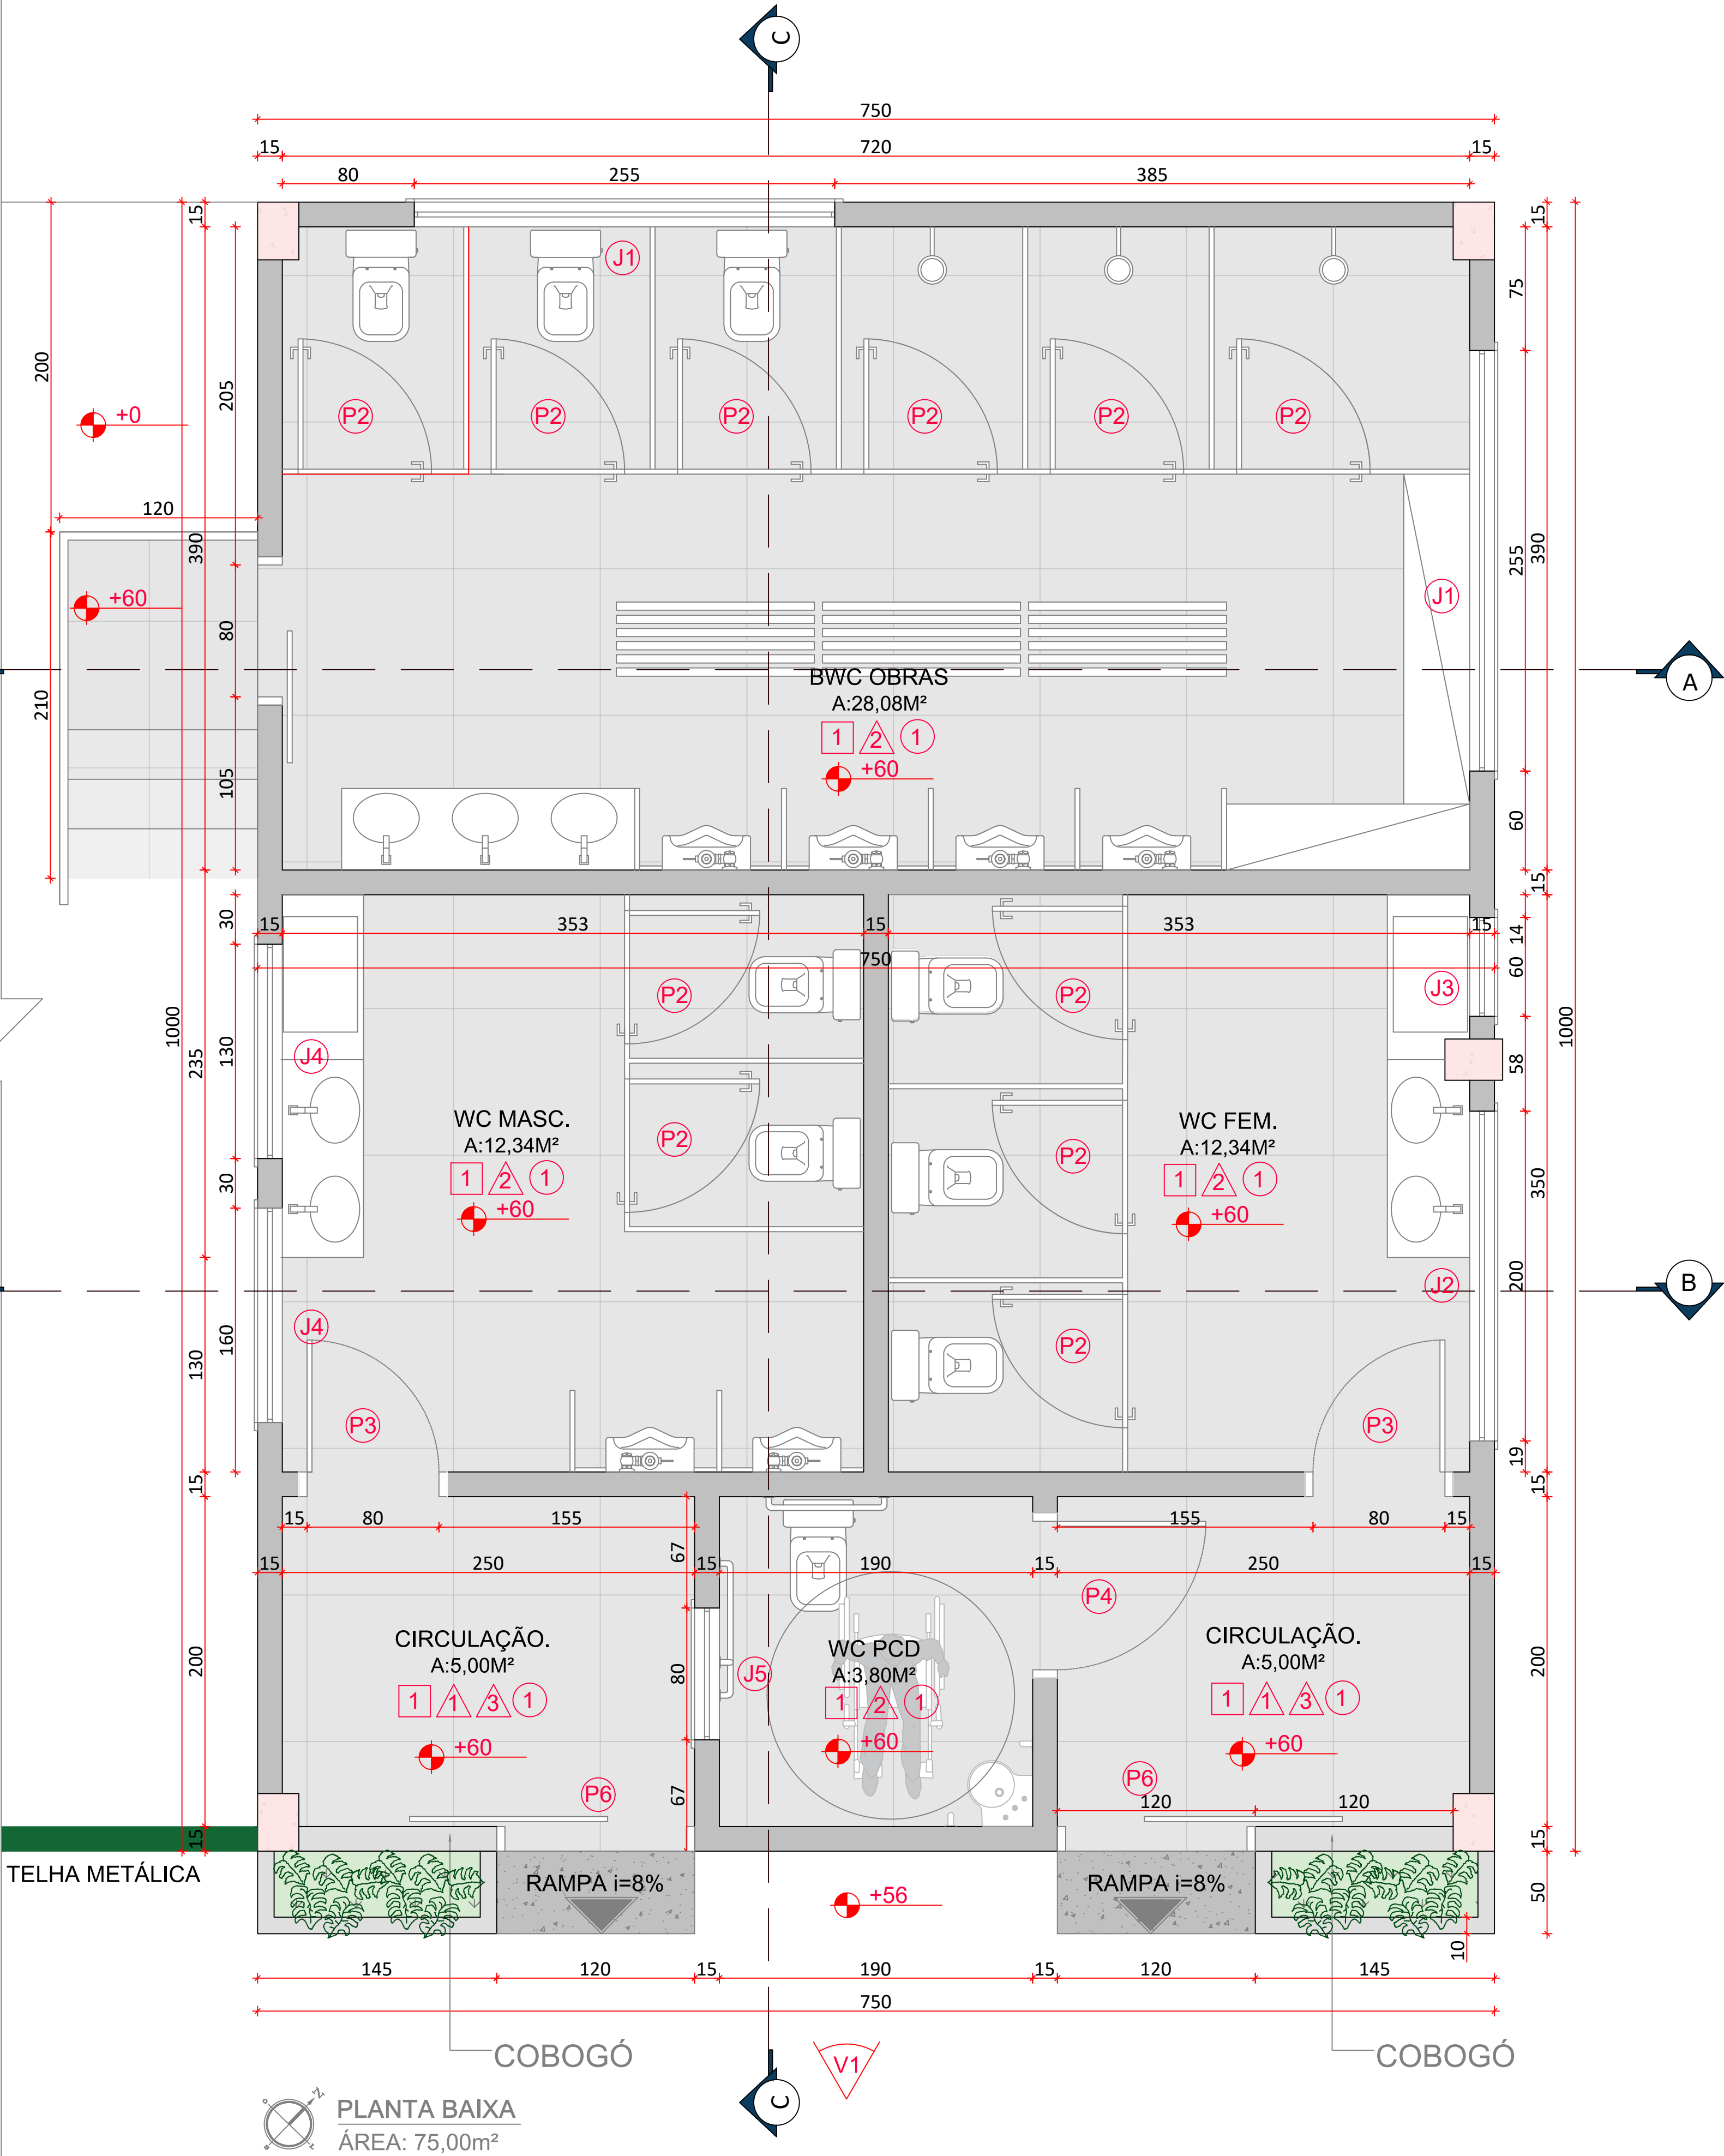 C
750
15 720 15
80 255 385
15 15
J1
75
200
205
+0
P2 P2 P2 P2 P2 P2
120
390
255 390
+60
J1
80
210
BWC OBRAS
A:28,08M²
A
1 2 1
+60
105
60
15
30
15 353 15 353 15
14
750
60
P2 P2 J3
1000 1000
235
130
J4
58
WC MASC.
A:12,34M²
P2
WC FEM.
A:12,34M²
P2
1 2 1
1 2 1
30
350
+60
+60
200
J2
B
J4
160
130
P2
P3 P3
19
15 15
15 80 155
155 80 15
67
15 250 15 190 15 250 15
P4
CIRCULAÇÃO.
A:5,00M²
WC PCD
A:3,80M²
CIRCULAÇÃO.
A:5,00M²
200 200
80
J5
1 1 3 1
1 2 1
1 1 3 1
+60
+60
+60
P6 P6
67
120 120
15 15
TELHA METÁLICA
RAMPA i=8%
RAMPA i=8%
+56
50
10
145 120 15 190 15 120 145
750
COBOGÓ
COBOGÓ
V1
C
N
PLANTA BAIXA
ÁREA: 75,00m²